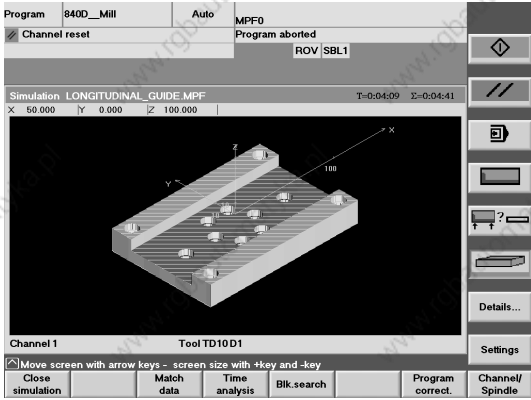 Program 840D__Mill Auto MPF0
Channel reset Program aborted
ROV SBL1
Simulation LONGITUDINAL_GUIDE.MPF T=0:04:09 Σ=0:04:41
X 50.000 Y 0.000 Z 100.000
X
Z
100
Y
?
Details...
Channel 1 Tool TD10 D1
Settings
Move screen with arrow keys - screen size with +key and -key
Close simulation
Match data
Time analysis
Blk.search
Program correct.
Channel/ Spindle